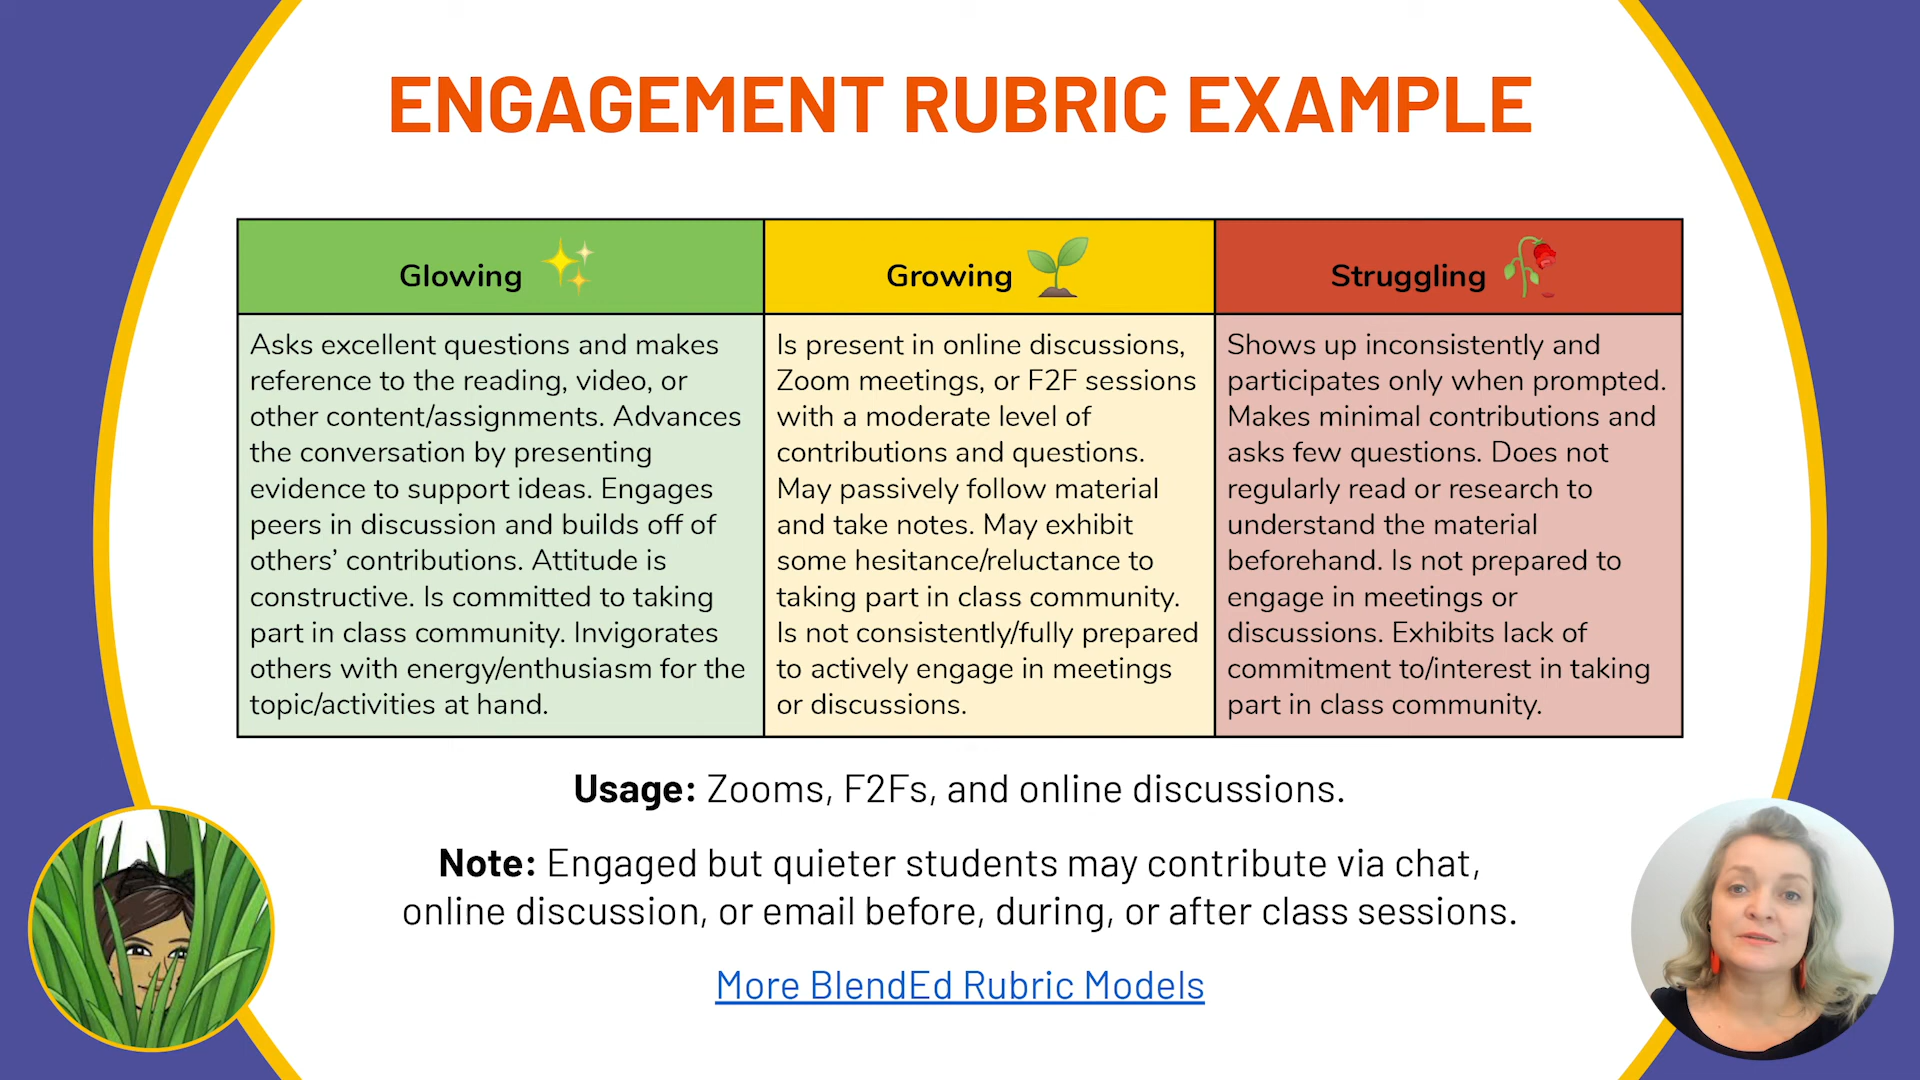 ENGAGEMENT RUBRIC EXAMPLE
Glowing
Asks excellent questions and makes
reference to the reading, video, or
other content/assignments. Advances
the conversation by presenting
evidence to support ideas. Engages
peers in discussion and builds off of
others’ contributions. Attitude is
constructive. Is committed to taking
part in class community. Invigorates
others with energy/enthusiasm for the
topic/activities at hand.
Growing
Is present in online discussions,
Zoom meetings, or F2F sessions
with a moderate level of
contributions and questions.
May passively follow material
and take notes. May exhibit
some hesitance/reluctance to
taking part in class community.
Is not consistently/fully prepared
to actively engage in meetings
or discussions.
Struggling
Shows up inconsistently and
participates only when prompted.
Makes minimal contributions and
asks few questions. Does not
regularly read or research to
understand the material
beforehand. Is not prepared to
engage in meetings or
discussions. Exhibits lack of
commitment to/interest in taking
part in class community.
Usage: Zooms, F2Fs, and online discussions.
Note: Engaged but quieter students may contribute via chat,
online discussion, or email before, during, or after class sessions.
More BlendEd Rubric Models